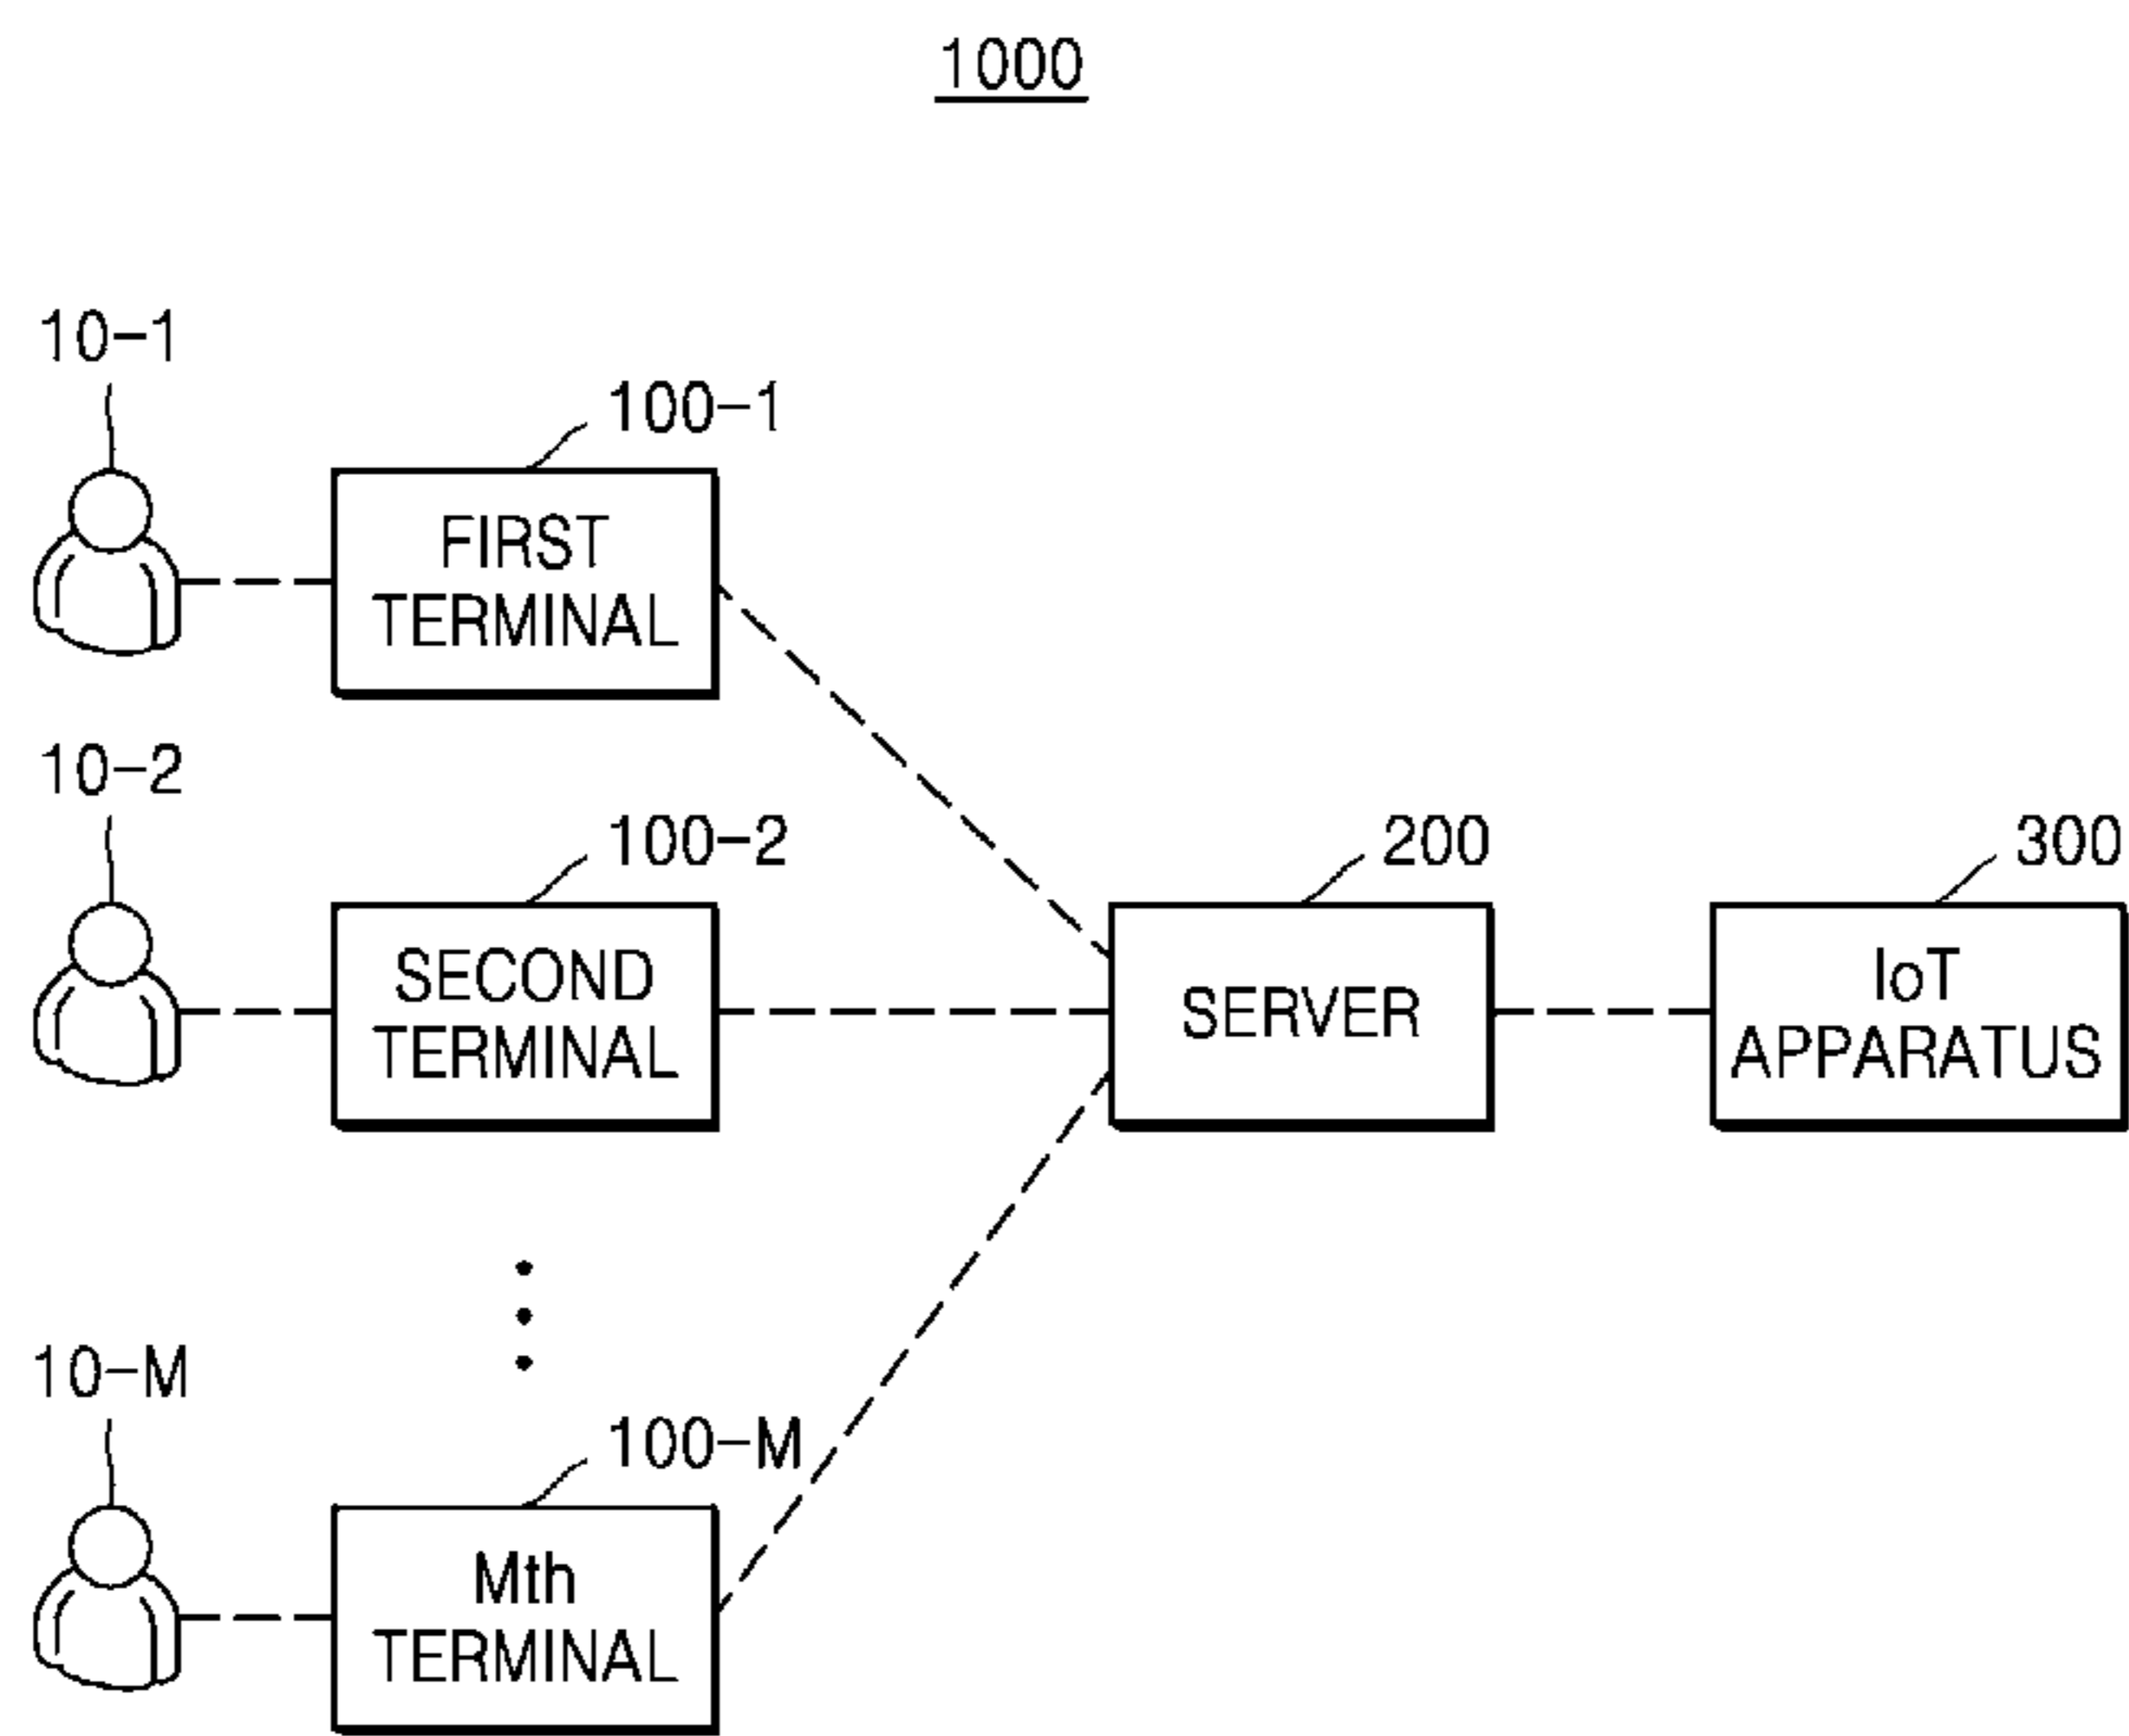 1000
10-1
100-1
FIRST
TERMINAL
10-2
100-2
200
300
SECOND
TERMINAL
SERVER
IoT
APPARATUS
10-M
100-M
Mth
TERMINAL